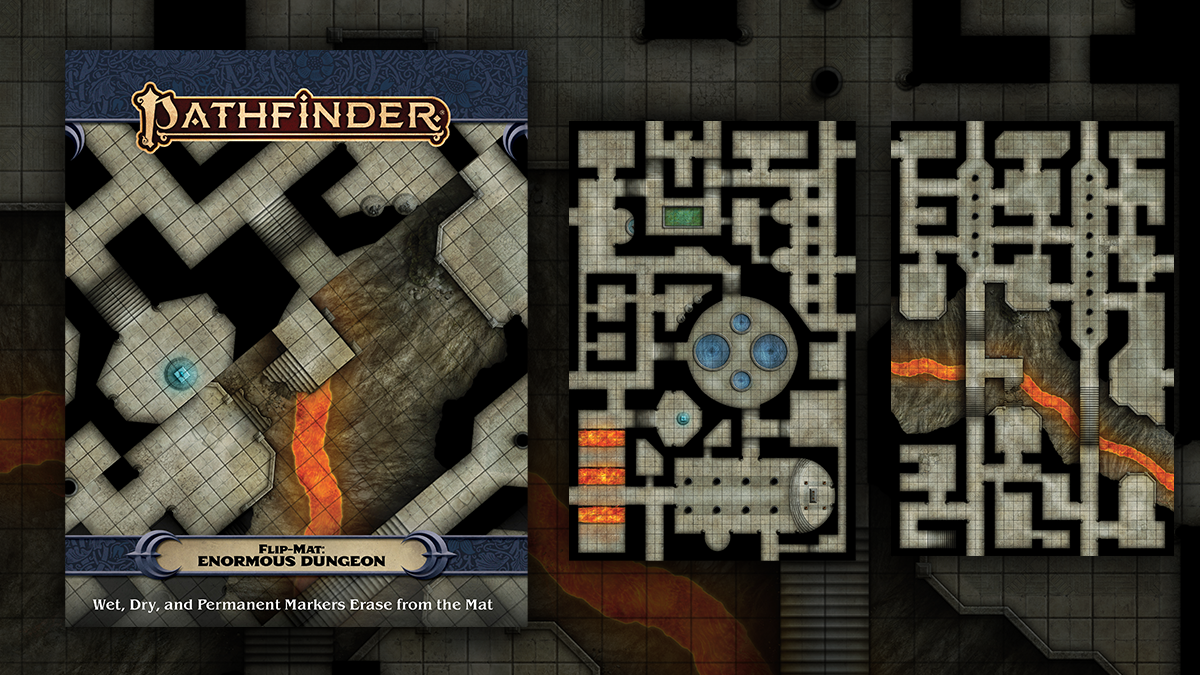 PATHFINDER
FLIP-MAT:
ENORMOUS DUNGEON
Wet, Dry, and Permanent Markers Erase from the Mat